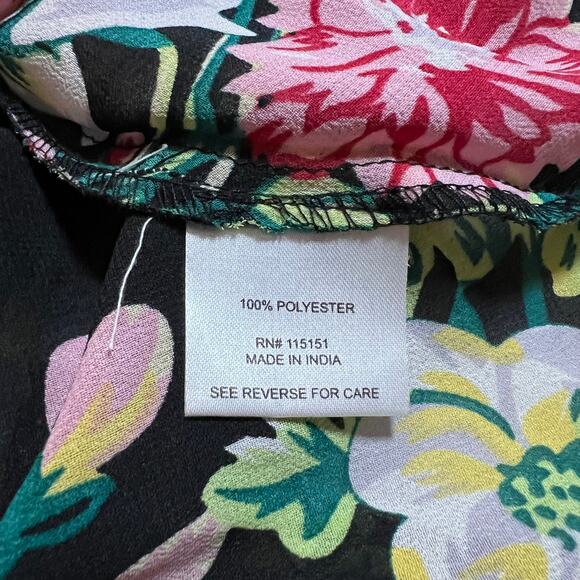 100% POLYESTER
RN# 115151
MADE IN INDIA
SEE REVERSE FOR CARE